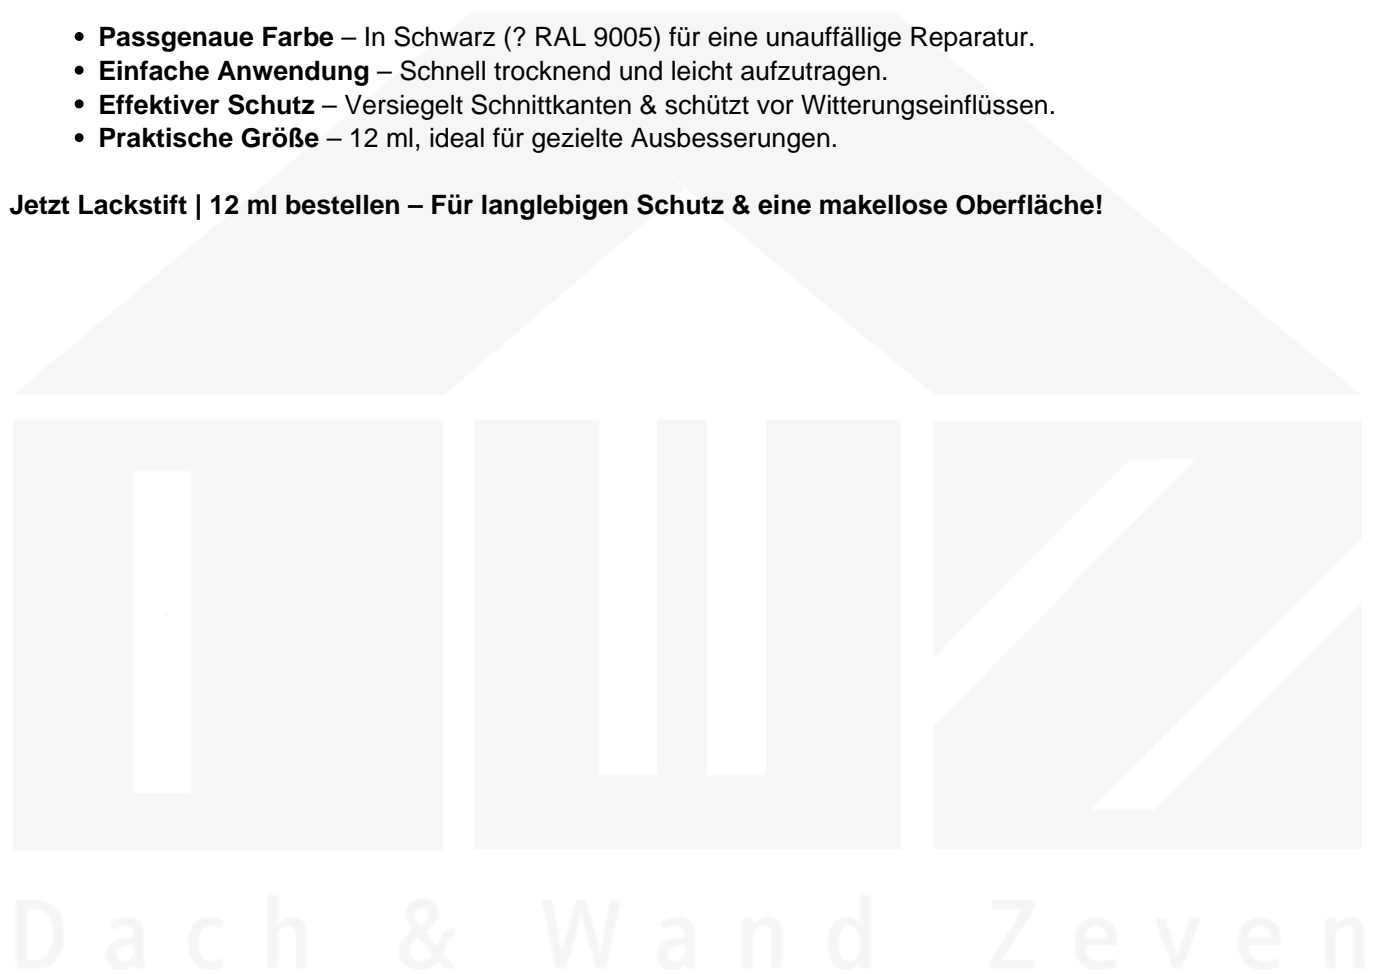 • Passgenaue Farbe – In Schwarz (? RAL 9005) für eine unauffällige Reparatur.
• Einfache Anwendung – Schnell trocknend und leicht aufzutragen.
• Effektiver Schutz – Versiegelt Schnittkanten & schützt vor Witterungseinflüssen.
• Praktische Größe – 12 ml, ideal für gezielte Ausbesserungen.
Jetzt Lackstift | 12 ml bestellen – Für langlebigen Schutz & eine makellose Oberfläche!
Dach & Wand Zeven